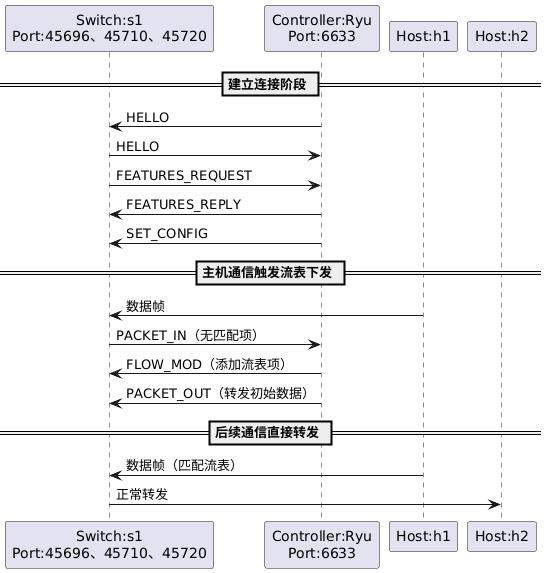 Switch:s1
Port:45696、45710、45720
Controller:Ryu
Port:6633
Host:h1
Host:h2
建立连接阶段
HELLO
HELLO
FEATURES_REQUEST
FEATURES_REPLY
SET_CONFIG
主机通信触发流表下发
数据帧
PACKET_IN（无匹配项）
FLOW_MOD（添加流表项）
PACKET_OUT（转发初始数据）
后续通信直接转发
数据帧（匹配流表）
正常转发
Switch:s1
Port:45696、45710、45720
Controller:Ryu
Port:6633
Host:h1
Host:h2